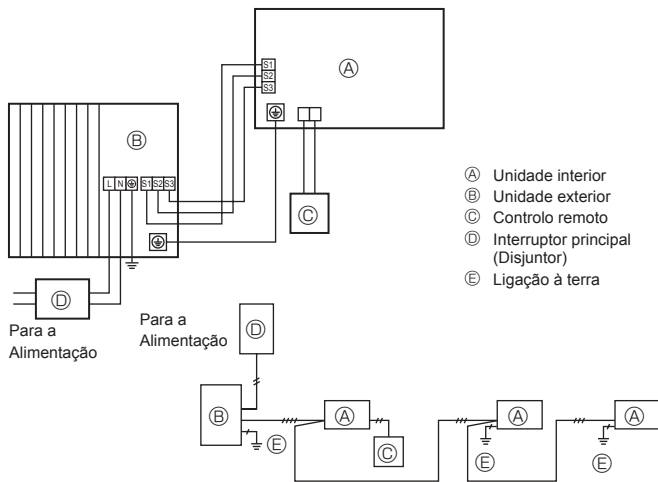 Ⓐ
S1
S2
S3
Ⓑ
L N S1 S2 S3
Ⓒ
Ⓓ
Para a
Alimentação
Ⓐ Unidade interior
Ⓑ Unidade exterior
Ⓒ Controlo remoto
Ⓓ Interruptor principal
(Disjuntor)
Ⓔ Ligação à terra
Para a
Alimentação
Ⓓ
Ⓑ
Ⓔ
Ⓐ
Ⓒ
Ⓐ
Ⓔ
Ⓐ
Ⓔ